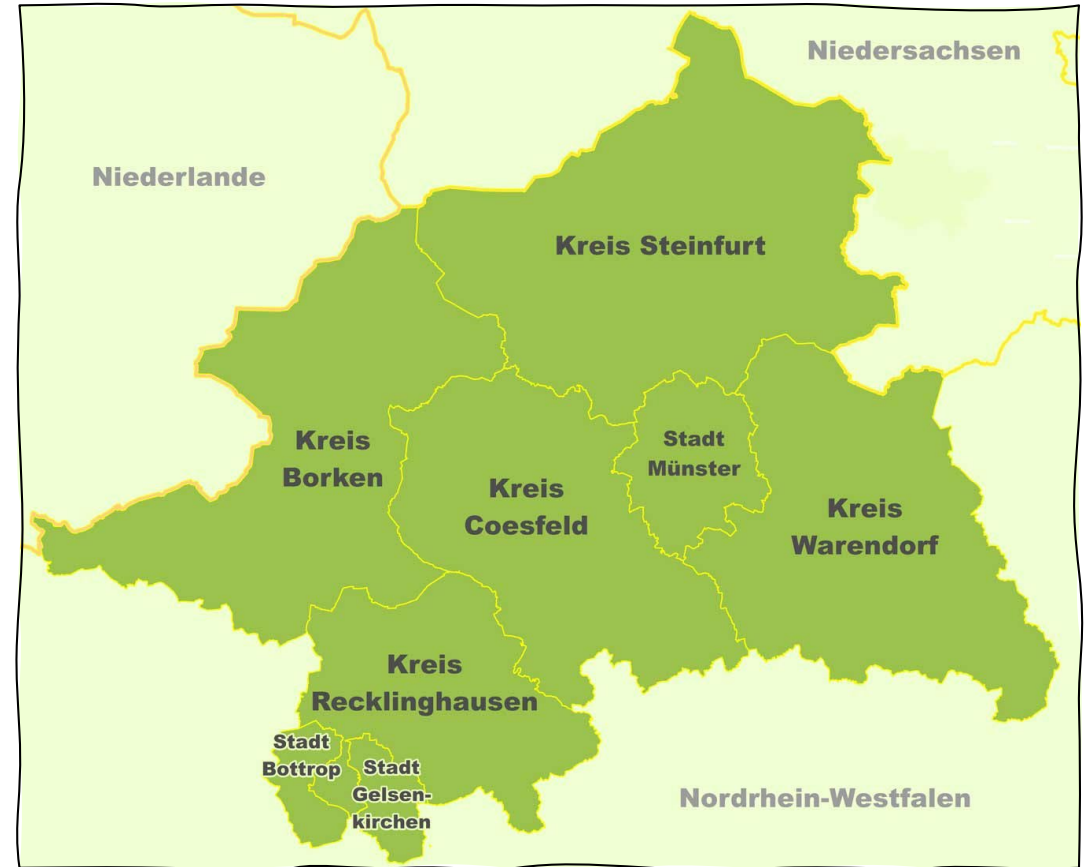 Niedersachsen
Niederlande
Kreis Steinfurt
Kreis
Borken
Stadt
Münster
Kreis
Coesfeld
Kreis
Warendorf
Kreis
Recklinghausen
Stadt
Bottrop
Stadt
Gelsen-
kirchen
Nordrhein-Westfalen